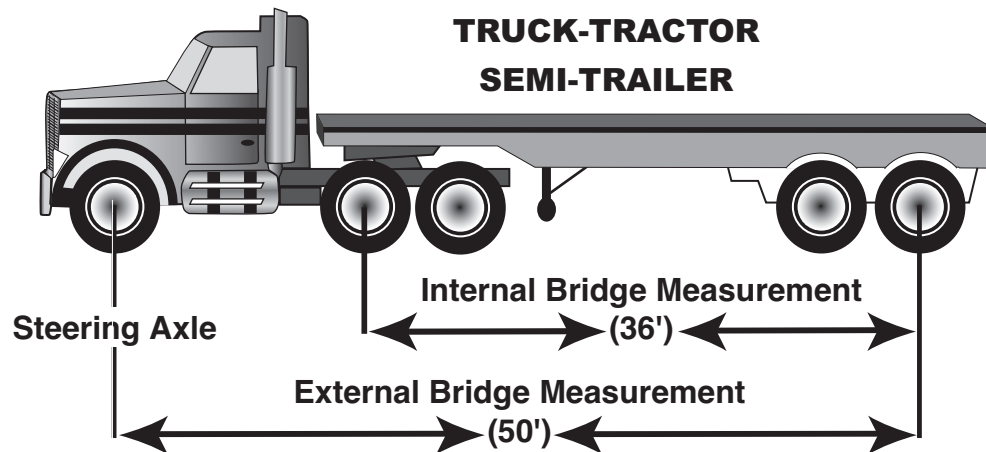 TRUCK-TRACTOR
SEMI-TRAILER
Internal Bridge Measurement
(36')
Steering Axle
External Bridge Measurement
(50')